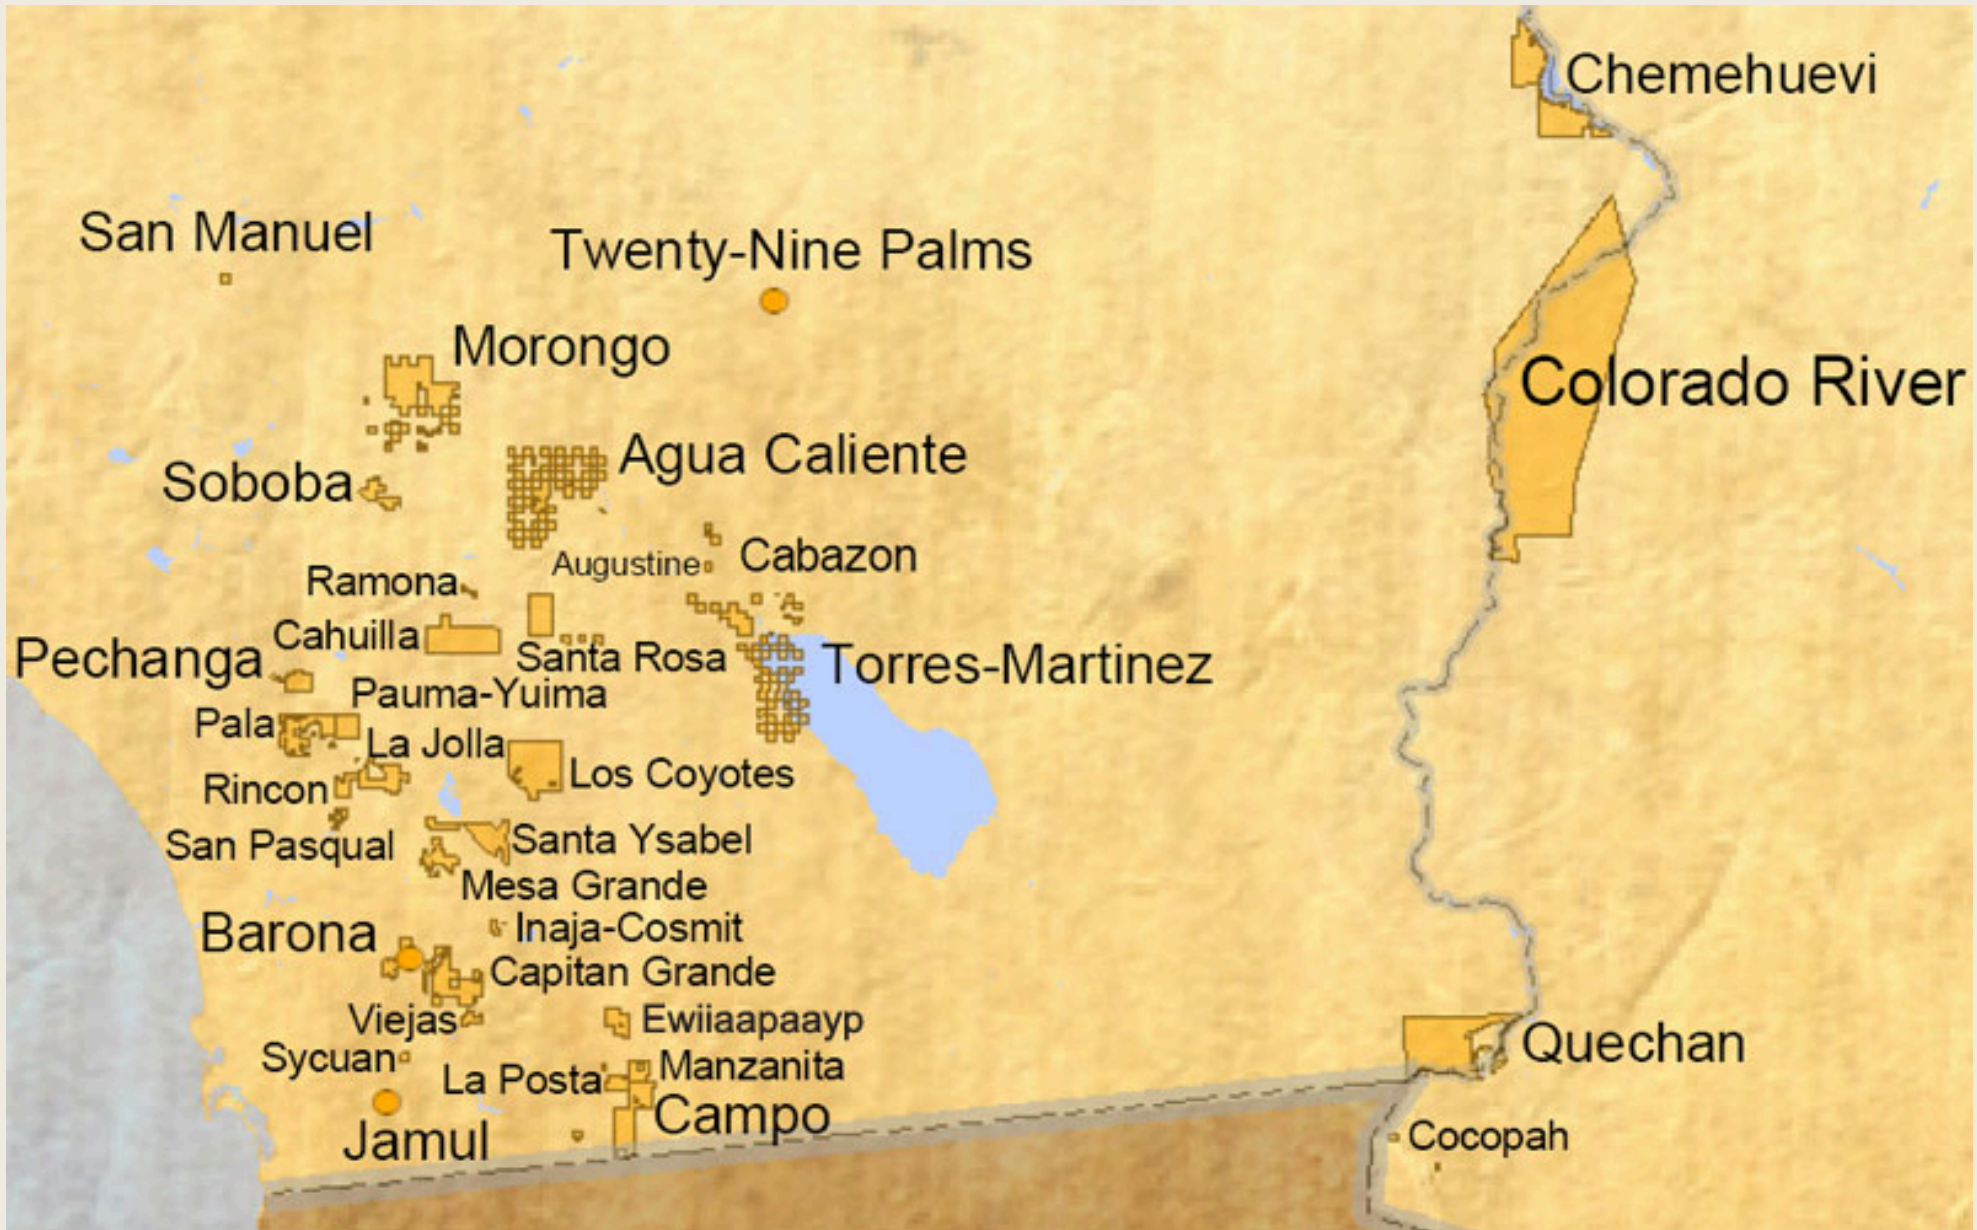 Chemehuevi
San Manuel
Twenty-Nine Palms
Morongo
Colorado River
Agua Caliente
Soboba
Augustine
Cabazon
Ramona
Cahuilla
Santa Rosa
Pechanga
Torres-Martinez
Pauma-Yuima
Pala
La Jolla
Los Coyotes
Rincon
San Pasqual
Santa Ysabel
Mesa Grande
Barona
Inaja-Cosmit
Capitan Grande
Viejas
Ewiiaapaayp
Quechan
Sycuan
La Posta
Manzanita
Campo
Jamul
Cocopah